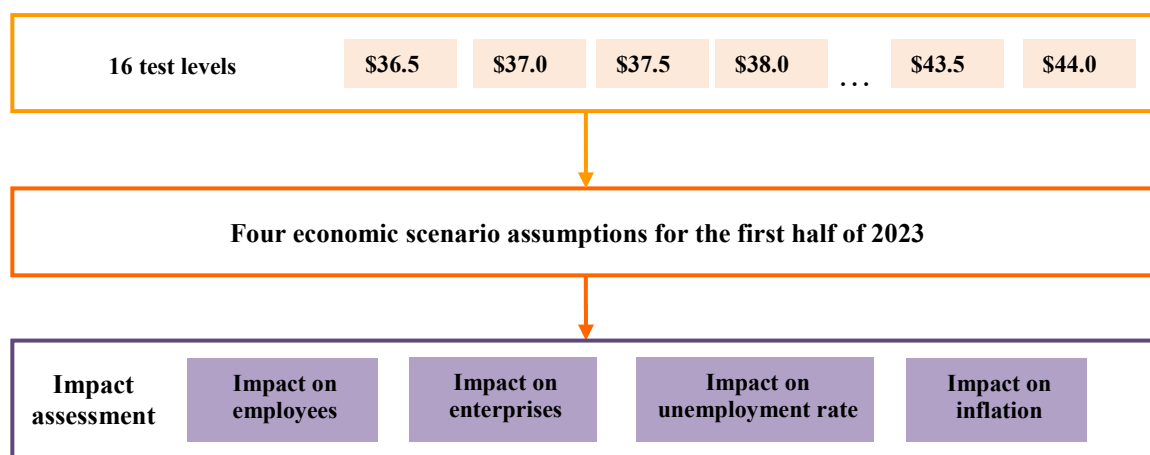 16 test levels $36.5 $37.0 $37.5 $38.0 ... $43.5 $44.0
Four economic scenario assumptions for the first half of 2023
Impact assessment
Impact on employees
Impact on enterprises
Impact on unemployment rate
Impact on inflation